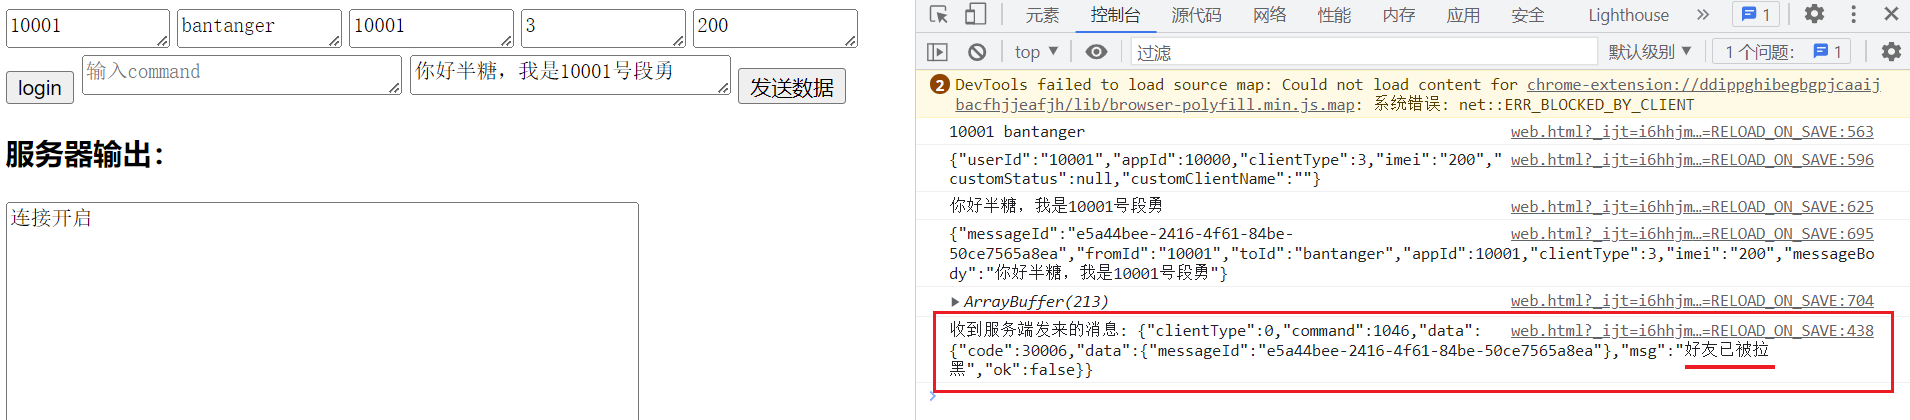 10001 bantanger 10001 3 200
login 输入command 你好半糖，我是10001号段勇 发送数据
服务器输出：
连接开启
元素 控制台 源代码 网络 性能 内存 应用 安全 Lighthouse » 1
top ▼ 过滤 默认级别 ▼ 1 个问题： 1
2 DevTools failed to load source map: Could not load content for chrome-extension://ddippghibegbgpjcaaij
bacfhjjeafjh/lib/browser-polyfill.min.js.map: 系统错误: net::ERR_BLOCKED_BY_CLIENT
10001 bantanger web.html?_ijt=i6hhjm…=RELOAD_ON_SAVE:563
{"userId":"10001","appId":10000,"clientType":3,"imei":"200"," web.html?_ijt=i6hhjm…=RELOAD_ON_SAVE:596
customStatus":null,"customClientName":""}
你好半糖，我是10001号段勇 web.html?_ijt=i6hhjm…=RELOAD_ON_SAVE:625
{"messageId":"e5a44bee-2416-4f61-84be- web.html?_ijt=i6hhjm…=RELOAD_ON_SAVE:695
50ce7565a8ea","fromId":"10001","toId":"bantanger","appId":10001,"clientType":3,"imei":"200","messageBo
dy":"你好半糖，我是10001号段勇"}
ArrayBuffer(213) web.html?_ijt=i6hhjm…=RELOAD_ON_SAVE:704
收到服务端发来的消息: {"clientType":0,"command":1046,"data": web.html?_ijt=i6hhjm…=RELOAD_ON_SAVE:438
{"code":30006,"data":{"messageId":"e5a44bee-2416-4f61-84be-50ce7565a8ea"},"msg":"好友已被拉
黑","ok":false}}